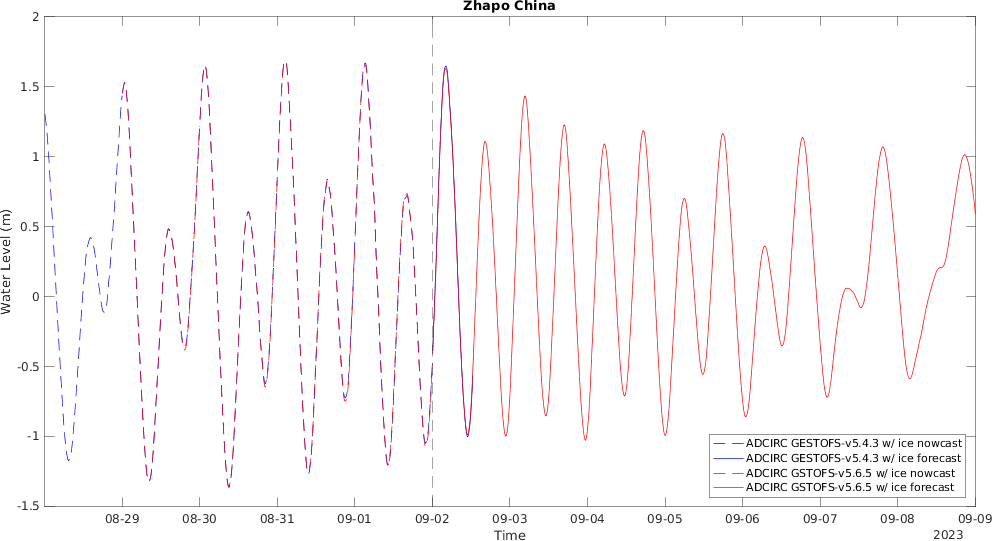 Zhapo China
Water Level (m)
2
1.5
1
0.5
0
-0.5
-1
-1.5
08-29 08-30 08-31 09-01 09-02 09-03 09-04 09-05 09-06 09-07 09-08 09-09
Time
2023
ADCIRC GESTOFS-v5.4.3 w/ ice nowcast
ADCIRC GESTOFS-v5.4.3 w/ ice forecast
ADCIRC GSTOFS-v5.6.5 w/ ice nowcast
ADCIRC GSTOFS-v5.6.5 w/ ice forecast